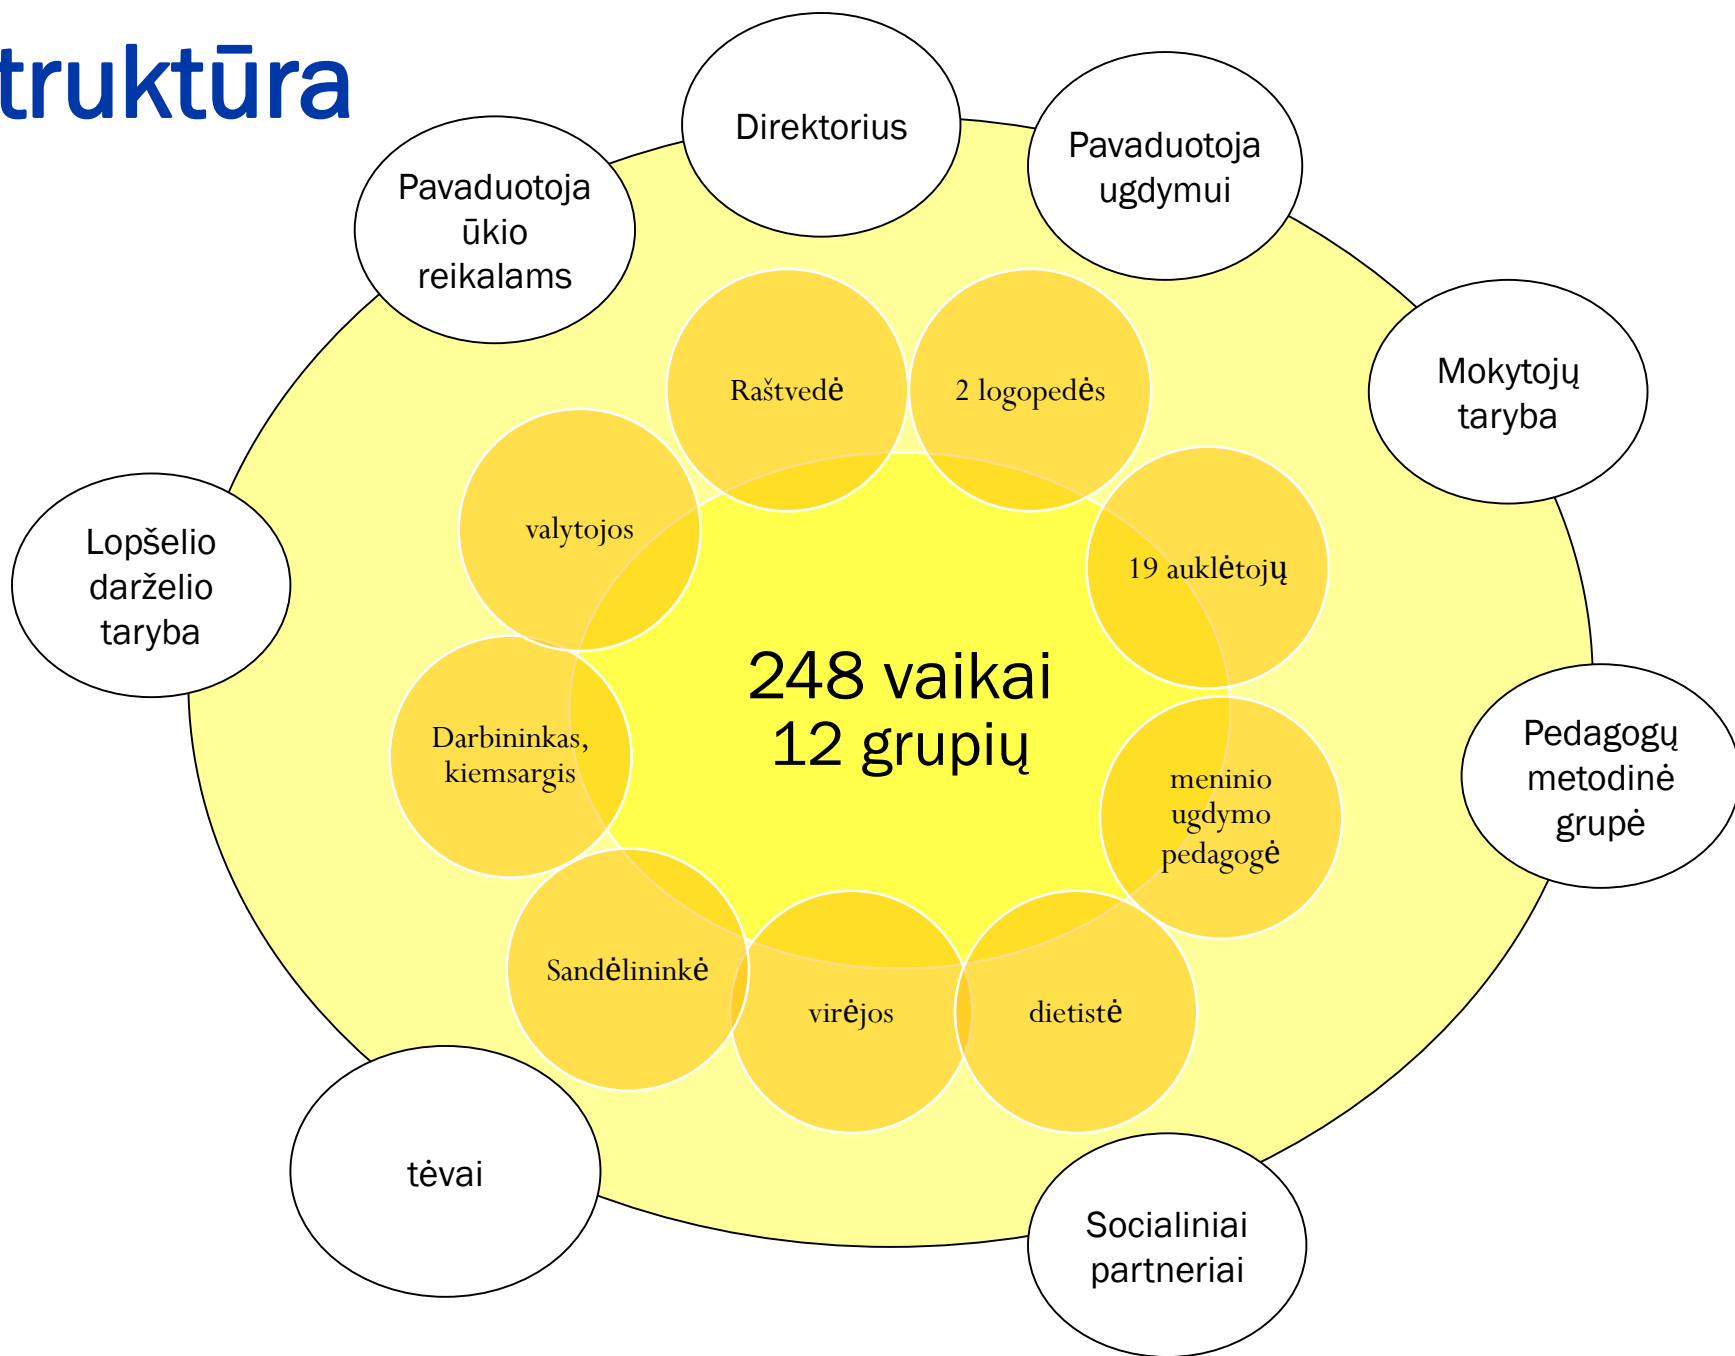 truktūra
Direktorius
Pavaduotoja
ugdymui
Pavaduotoja
ūkio
reikalams
Mokytojų
taryba
Raštvedė
2 logopedės
valytojos
19 auklėtojų
Lopšelio
darželio
taryba
248 vaikai
12 grupių
Darbininkas,
kiemsargis
meninio
ugdymo
pedagogė
Pedagogų
metodinė
grupė
Sandėlininkė
virėjos
dietistė
tėvai
Socialiniai
partneriai